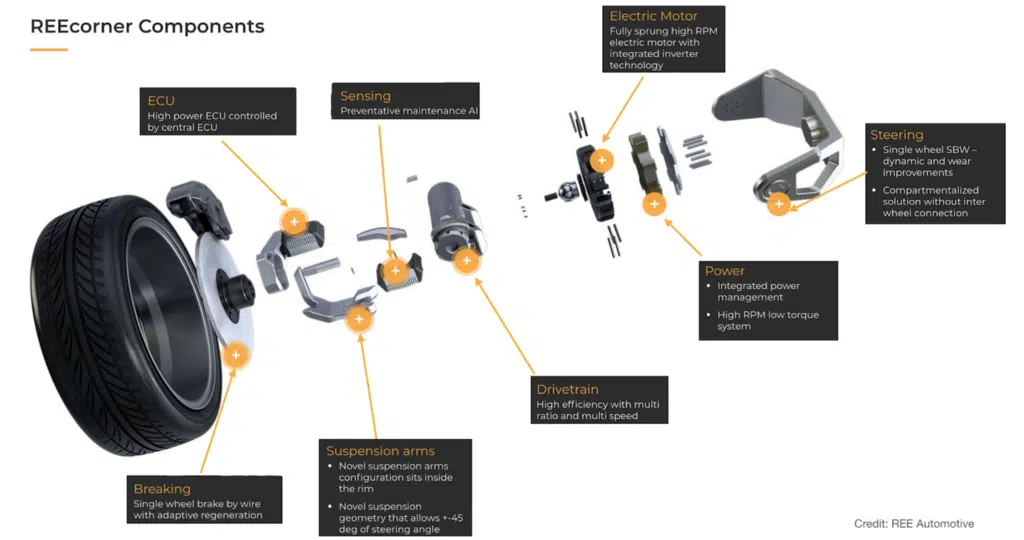 REEcorner Components
Electric Motor
Fully sprung high RPM
electric motor with
integrated inverter
technology
ECU
High power ECU controlled
by central ECU
Sensing
Preventative maintenance AI
Steering
• Single wheel SBW –
dynamic and wear
improvements
• Compartmentalized
solution without inter
wheel connection
Power
• Integrated power
management
• High RPM low torque
system
Drivetrain
High efficiency with multi
ratio and multi speed
Suspension arms
• Novel suspension arms
configuration sits inside
the rim
• Novel suspension
geometry that allows +-45
deg of steering angle
Breaking
Single wheel brake by wire
with adaptive regeneration
Credit: REE Automotive